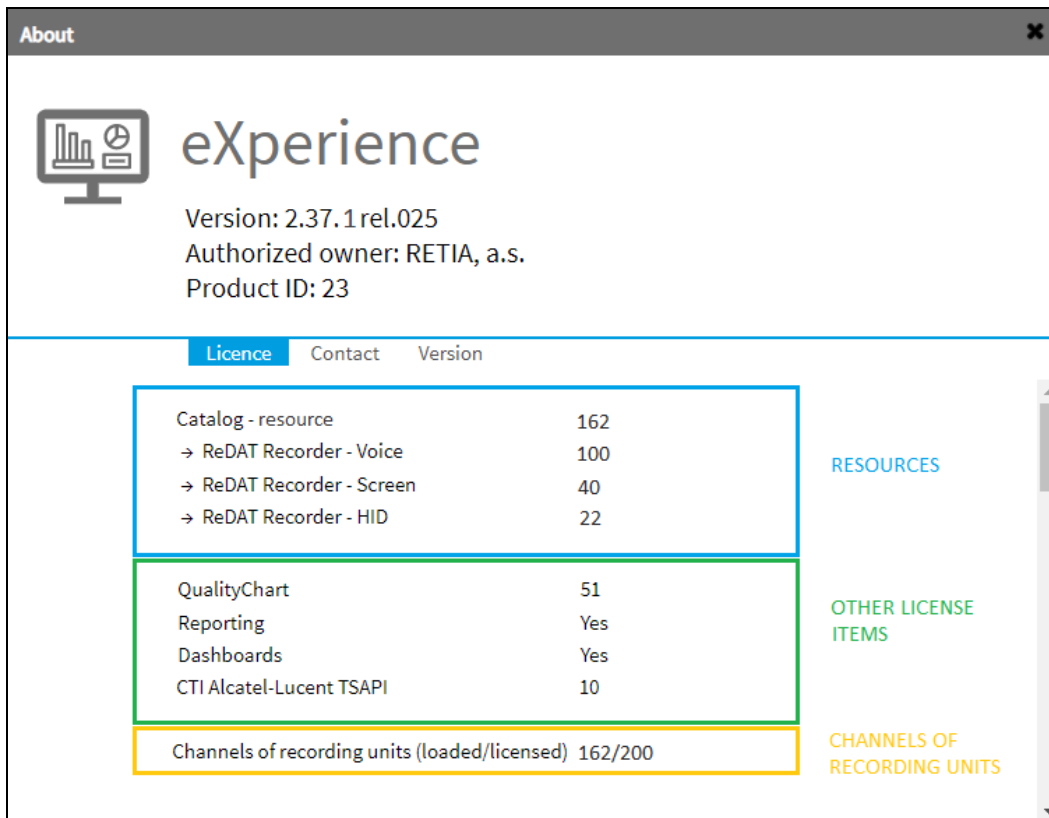 About
eXperience
Version: 2.37.1 rel.025
Authorized owner: RETIA, a.s.
Product ID: 23
Licence Contact Version
Catalog - resource 162
→ ReDAT Recorder - Voice 100
→ ReDAT Recorder - Screen 40
→ ReDAT Recorder - HID 22
RESOURCES
QualityChart 51
Reporting Yes
Dashboards Yes
CTI Alcatel-Lucent TSAPI 10
OTHER LICENSE
ITEMS
Channels of recording units (loaded/licensed) 162/200
CHANNELS OF
RECORDING UNITS